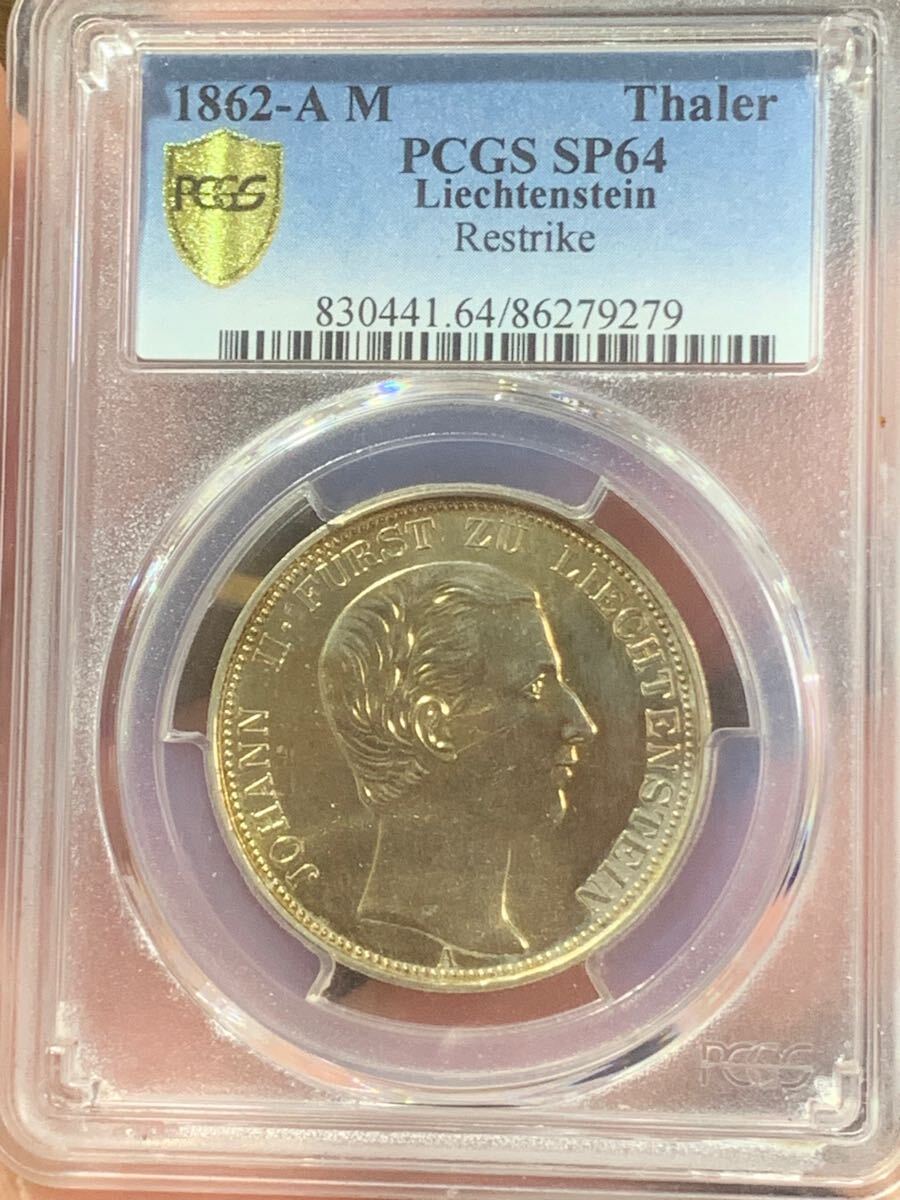 1862-A M Thaler
PCGS SP64
Liechtenstein
Restrike
830441.64/86279279
PCGS
JOHANN II·FÜRST ZU LIECHTENSTEIN
A
PCGS